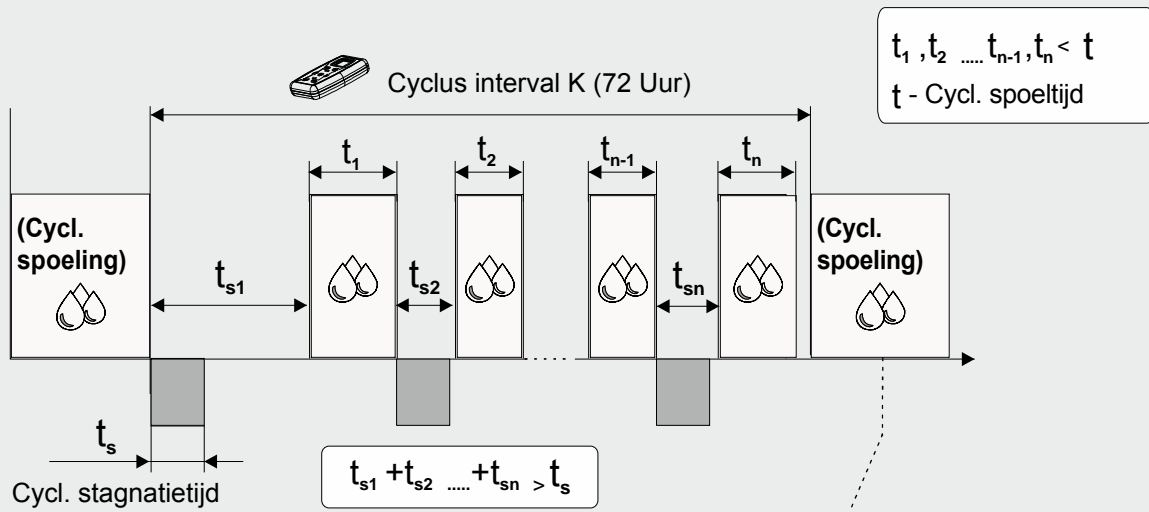 Cyclus interval K (72 Uur)
t1 ,t2 ..... tn-1,tn < t
t - Cycl. spoeltijd
t1
t2
tn-1
tn
(Cycl.
spoeling)
ts1
ts2
tsn
(Cycl.
spoeling)
ts
Cycl. stagnatietijd
ts1 +ts2 ..... +tsn > ts